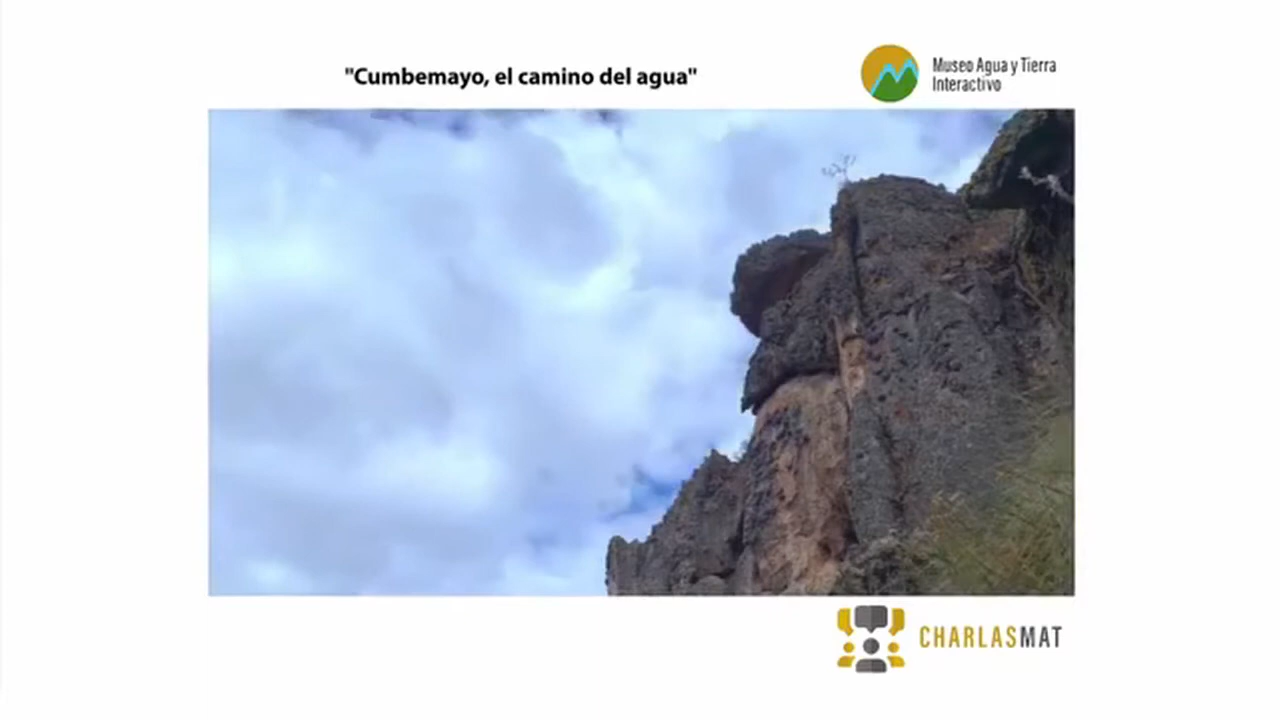 "Cumbemayo, el camino del agua"
Museo Agua y Tierra
Interactivo
CHARLASMAT